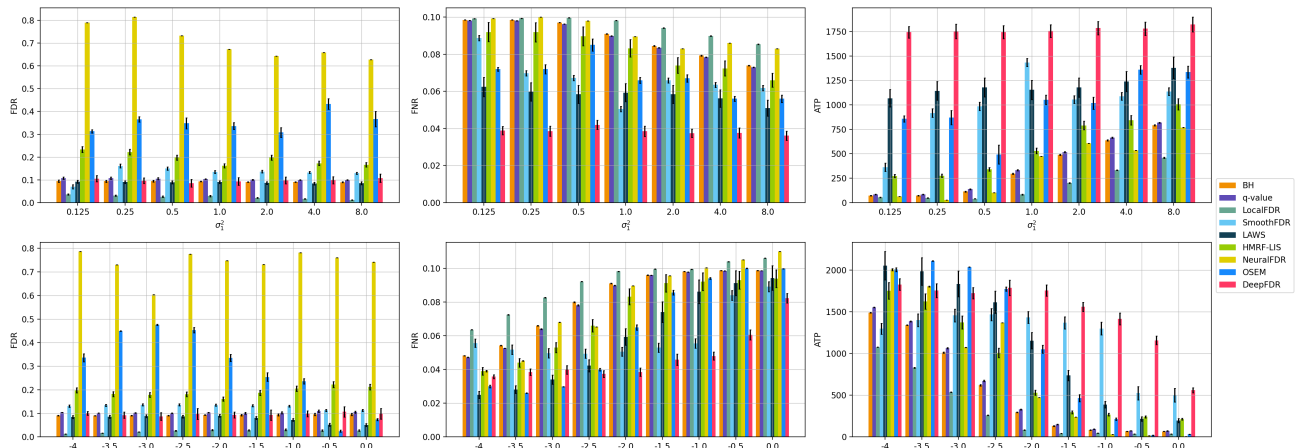 0.8
0.7
0.6
0.5
0.4
0.3
0.2
0.1
0.0
FDR
0.125 0.25 0.5 1.0 2.0 4.0 8.0
σ₁²
0.10
0.08
0.06
0.04
0.02
0.00
FNR
0.125 0.25 0.5 1.0 2.0 4.0 8.0
σ₁²
1750
1500
1250
1000
750
500
250
0
ATP
0.125 0.25 0.5 1.0 2.0 4.0 8.0
σ₁²
BH
q-value
LocalFDR
SmoothFDR
LAWS
HMRF-LIS
NeuralFDR
OSEM
DeepFDR
0.8
0.7
0.6
0.5
0.4
0.3
0.2
0.1
0.0
FDR
-4 -3.5 -3.0 -2.5 -2 -1.5 -1.0 -0.5 0.0
0.10
0.08
0.06
0.04
0.02
0.00
FNR
-4 -3.5 -3.0 -2.5 -2 -1.5 -1.0 -0.5 0.0
2000
1500
1000
500
0
ATP
-4 -3.5 -3.0 -2.5 -2 -1.5 -1.0 -0.5 0.0